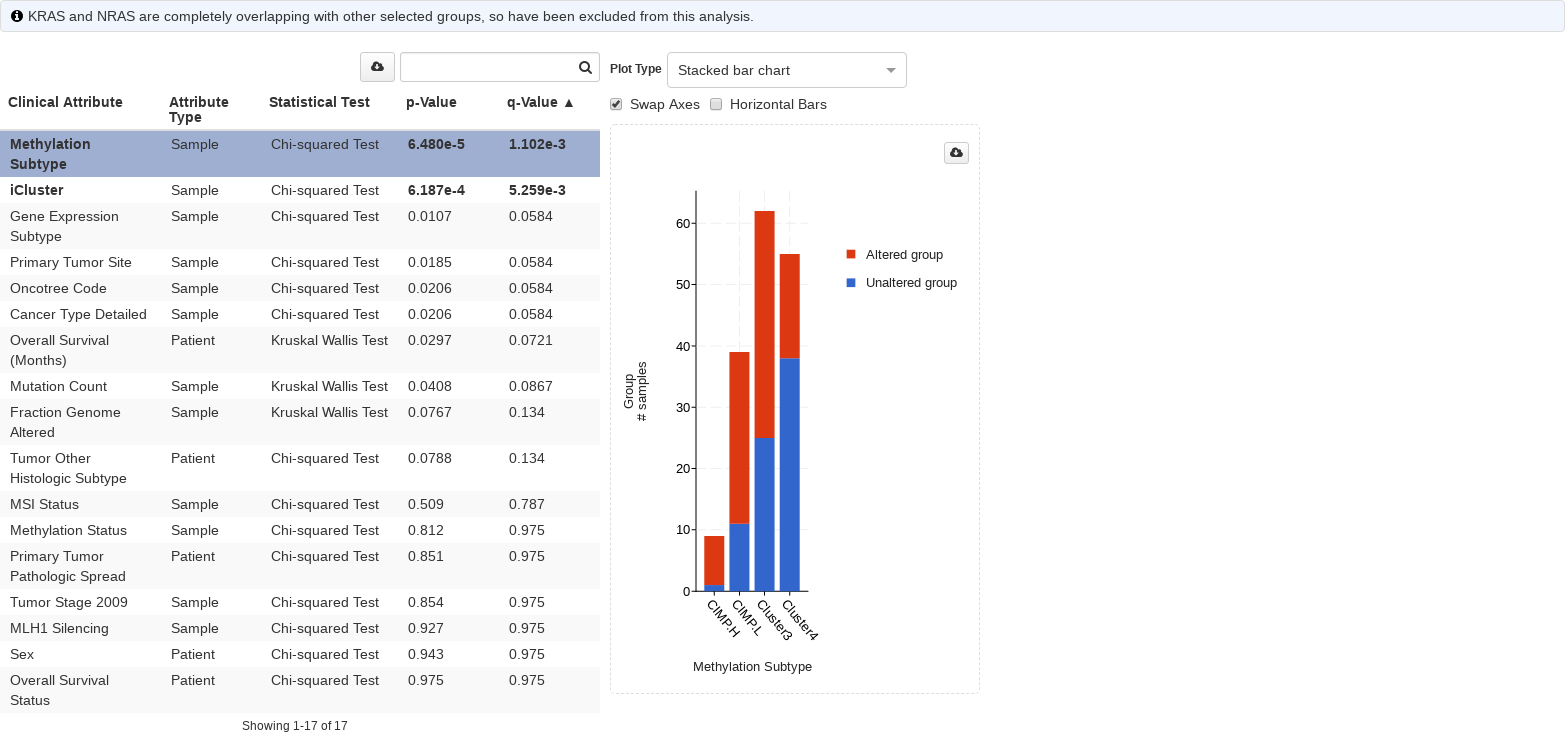 KRAS and NRAS are completely overlapping with other selected groups, so have been excluded from this analysis.
Clinical Attribute Attribute Type Statistical Test p-Value q-Value ▲
Methylation Subtype Sample Chi-squared Test 6.480e-5 1.102e-3
iCluster Sample Chi-squared Test 6.187e-4 5.259e-3
Gene Expression Subtype Sample Chi-squared Test 0.0107 0.0584
Primary Tumor Site Sample Chi-squared Test 0.0185 0.0584
Oncotree Code Sample Chi-squared Test 0.0206 0.0584
Cancer Type Detailed Sample Chi-squared Test 0.0206 0.0584
Overall Survival (Months) Patient Kruskal Wallis Test 0.0297 0.0721
Mutation Count Sample Kruskal Wallis Test 0.0408 0.0867
Fraction Genome Altered Sample Kruskal Wallis Test 0.0767 0.134
Tumor Other Histologic Subtype Patient Chi-squared Test 0.0788 0.134
MSI Status Sample Chi-squared Test 0.509 0.787
Methylation Status Sample Chi-squared Test 0.812 0.975
Primary Tumor Pathologic Spread Patient Chi-squared Test 0.851 0.975
Tumor Stage 2009 Sample Chi-squared Test 0.854 0.975
MLH1 Silencing Sample Chi-squared Test 0.927 0.975
Sex Patient Chi-squared Test 0.943 0.975
Overall Survival Status Patient Chi-squared Test 0.975 0.975
Showing 1-17 of 17
Plot Type Stacked bar chart
Swap Axes Horizontal Bars
Group
# samples
60
50
40
30
20
10
0
CIMP.H
CIMP.L
Cluster3
Cluster4
Methylation Subtype
Altered group
Unaltered group